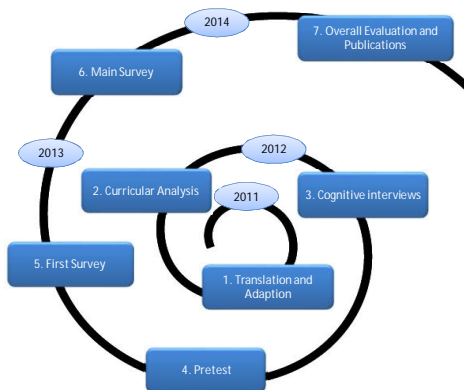 2014
7. Overall Evaluation and
Publications
6. Main Survey
2013
2012
2. Curricular Analysis
2011
3. Cognitive interviews
5. First Survey
1. Translation and
Adaption
4. Pretest